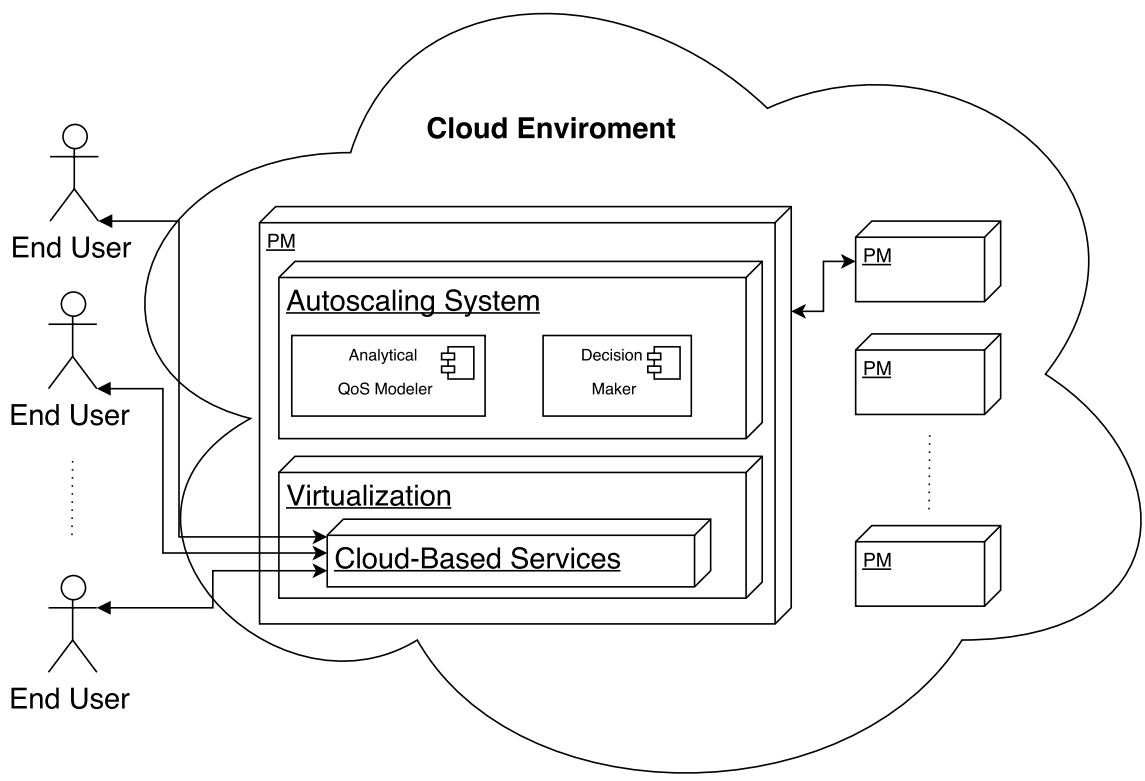 Cloud Enviroment
End User
End User
End User
PM
Autoscaling System
Analytical
QoS Modeler
Decision
Maker
Virtualization
Cloud-Based Services
PM
PM
PM